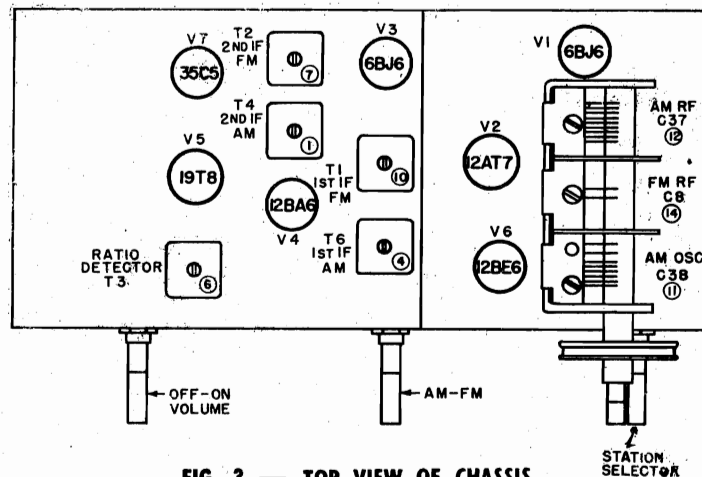 V7
35C5
T2
2ND IF
FM
7
V3
6BJ6
T4
2ND IF
AM
1
V5
19T8
12BA6
V4
T1
1ST IF
FM
10
T6
1ST IF
AM
4
RATIO
DETECTOR
T3
6
V1
6BJ6
V2
12AT7
V6
12BE6
AM RF
C37
12
FM RF
C8
14
AM OSC
C38
11
OFF-ON
VOLUME
AM-FM
STATION
SELECTOR
FIG. 3 — TOP VIEW OF CHASSIS